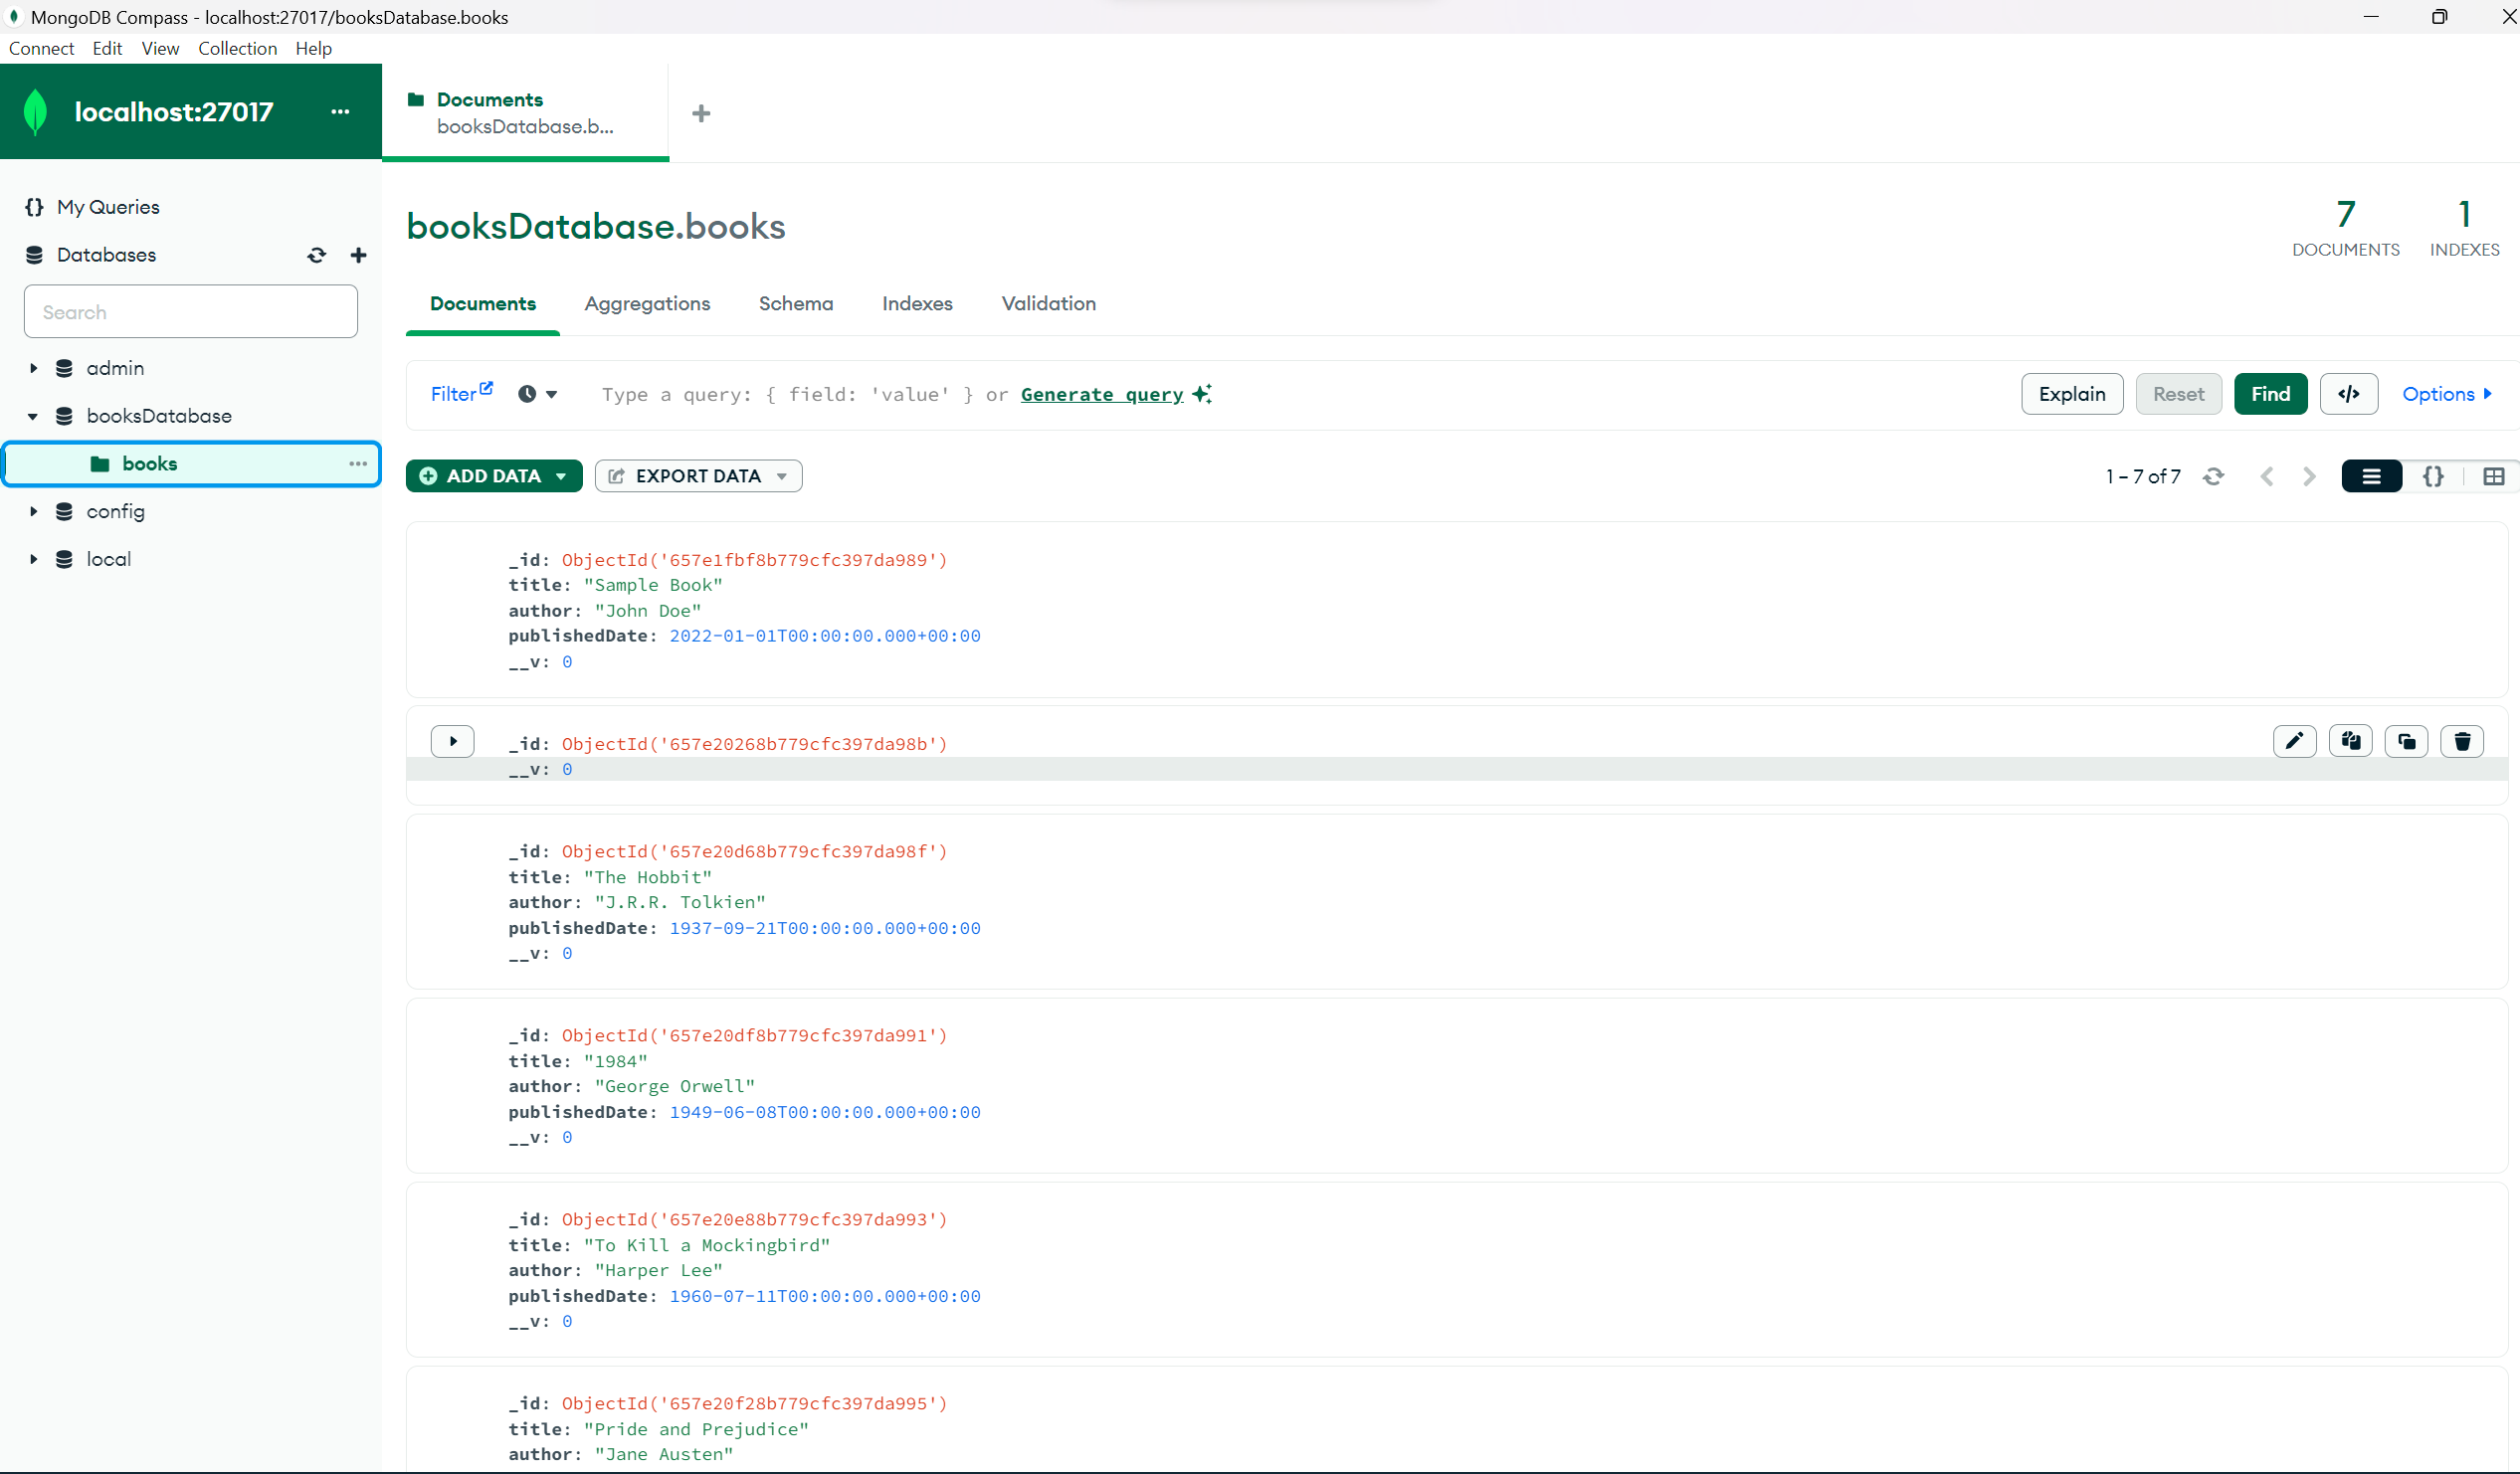 MongoDB Compass - localhost:27017/booksDatabase.books
Connect Edit View Collection Help
localhost:27017
Documents
booksDatabase.b...
My Queries
Databases
Search
admin
booksDatabase
books
config
local
booksDatabase.books
7
DOCUMENTS
1
INDEXES
Documents Aggregations Schema Indexes Validation
Filter Type a query: { field: 'value' } or Generate query Explain Reset Find </> Options
ADD DATA EXPORT DATA 1 – 7 of 7 {}
_id: ObjectId('657e1fbf8b779cfc397da989')
title: "Sample Book"
author: "John Doe"
publishedDate: 2022-01-01T00:00:00.000+00:00
__v: 0
_id: ObjectId('657e20268b779cfc397da98b')
__v: 0
_id: ObjectId('657e20d68b779cfc397da98f')
title: "The Hobbit"
author: "J.R.R. Tolkien"
publishedDate: 1937-09-21T00:00:00.000+00:00
__v: 0
_id: ObjectId('657e20df8b779cfc397da991')
title: "1984"
author: "George Orwell"
publishedDate: 1949-06-08T00:00:00.000+00:00
__v: 0
_id: ObjectId('657e20e88b779cfc397da993')
title: "To Kill a Mockingbird"
author: "Harper Lee"
publishedDate: 1960-07-11T00:00:00.000+00:00
__v: 0
_id: ObjectId('657e20f28b779cfc397da995')
title: "Pride and Prejudice"
author: "Jane Austen"